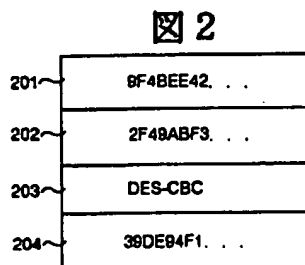 図 2
201 9F4BEE42. . .
202 2F49ABF3. . .
203 DES-CBC
204 39DE94F1. . .